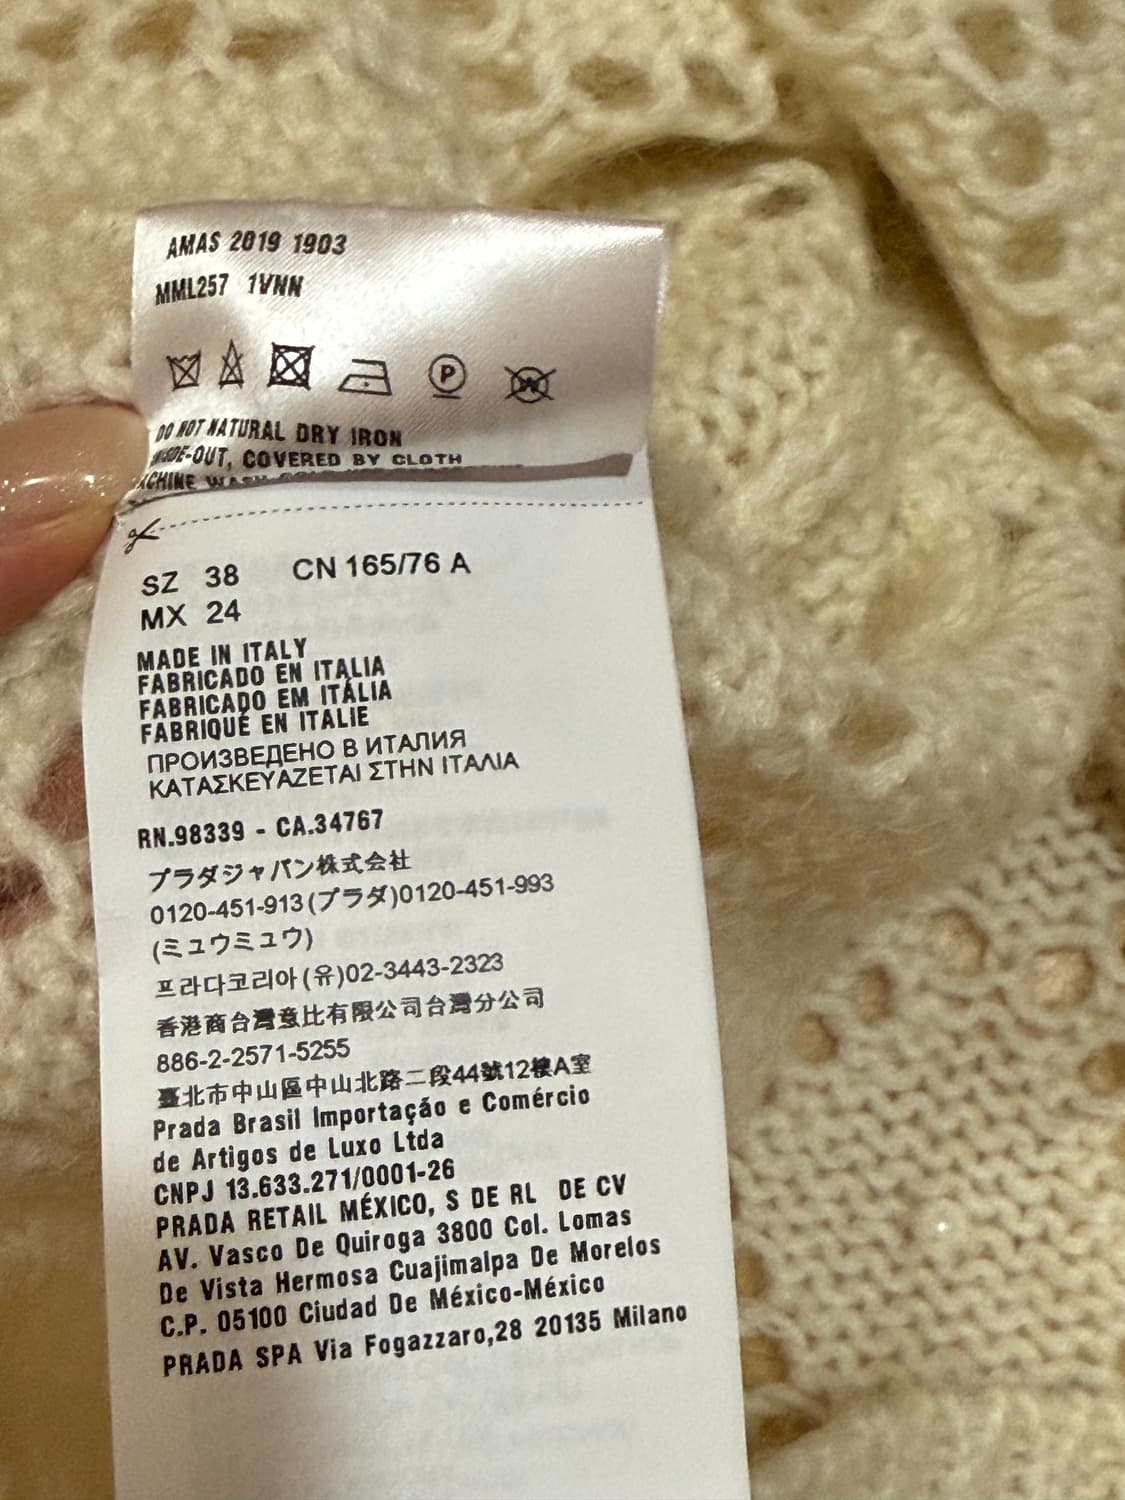 AMAS 2019 1903
MML257 1VNN
P
W
DO NOT NATURAL DRY IRON
INSIDE-OUT, COVERED BY CLOTH
MACHINE WASH COLD
SZ 38 CN 165/76 A
MX 24
MADE IN ITALY
FABRICADO EN ITALIA
FABRICADO EM ITÁLIA
FABRIQUÉ EN ITALIE
ПРОИЗВЕДЕНО В ИТАЛИЯ
ΚΑΤΑΣΚΕΥΑΖΕΤΑΙ ΣΤΗΝ ΙΤΑΛΙΑ
RN.98339 - CA.34767
プラダジャパン株式会社
0120-451-913(プラダ)0120-451-993
(ミュウミュウ)
프라다코리아(유)02-3443-2323
香港商台灣意比有限公司台灣分公司
886-2-2571-5255
臺北市中山區中山北路二段44號12樓A室
Prada Brasil Importação e Comércio
de Artigos de Luxo Ltda
CNPJ 13.633.271/0001-26
PRADA RETAIL MÉXICO, S DE RL DE CV
AV. Vasco De Quiroga 3800 Col. Lomas
De Vista Hermosa Cuajimalpa De Morelos
C.P. 05100 Ciudad De México-México
PRADA SPA Via Fogazzaro,28 20135 Milano